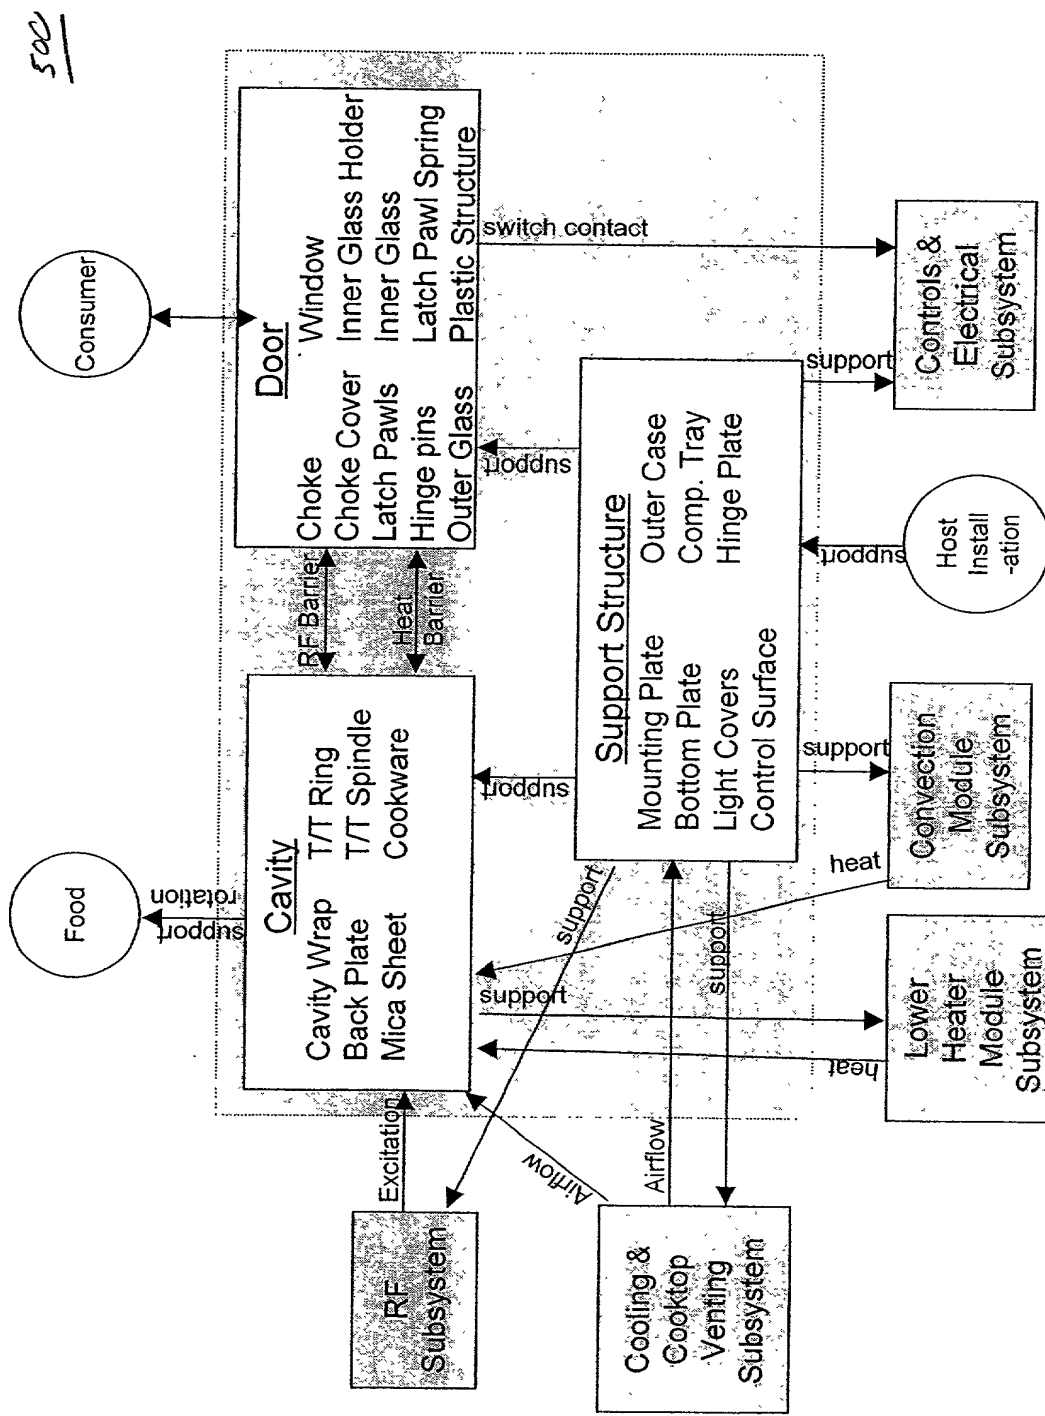 500
Consumer
Food
Door
Choke Window
Choke Cover Inner Glass Holder
Latch Pawls Inner Glass
Hinge pins Latch Pawl Spring
Outer Glass Plastic Structure
support
rotation
Cavity
Cavity Wrap T/T Ring
Back Plate T/T Spindle
Mica Sheet Cookware
RF Barrier
Heat
Barrier
Excitation
RF
Subsystem
Airflow
support
support
support
support
switch contact
Support Structure
Mounting Plate Outer Case
Bottom Plate Comp. Tray
Light Covers Hinge Plate
Control Surface
Cooling &
Cooktop
Venting
Subsystem
Airflow
support
heat
heat
support
support
support
Lower
Heater
Module
Subsystem
Convection
Module
Subsystem
Host
Install
-ation
Controls &
Electrical
Subsystem